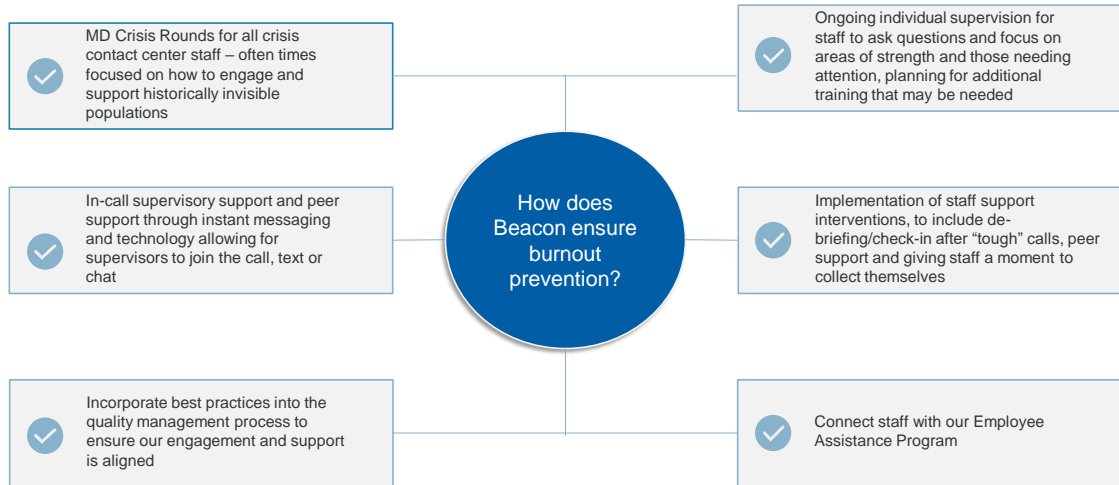 MD Crisis Rounds for all crisis
contact center staff – often times
focused on how to engage and
support historically invisible
populations
Ongoing individual supervision for
staff to ask questions and focus on
areas of strength and those needing
attention, planning for additional
training that may be needed
In-call supervisory support and peer
support through instant messaging
and technology allowing for
supervisors to join the call, text or
chat
How does
Beacon ensure
burnout
prevention?
Implementation of staff support
interventions, to include de-
briefing/check-in after “tough” calls, peer
support and giving staff a moment to
collect themselves
Incorporate best practices into the
quality management process to
ensure our engagement and support
is aligned
Connect staff with our Employee
Assistance Program